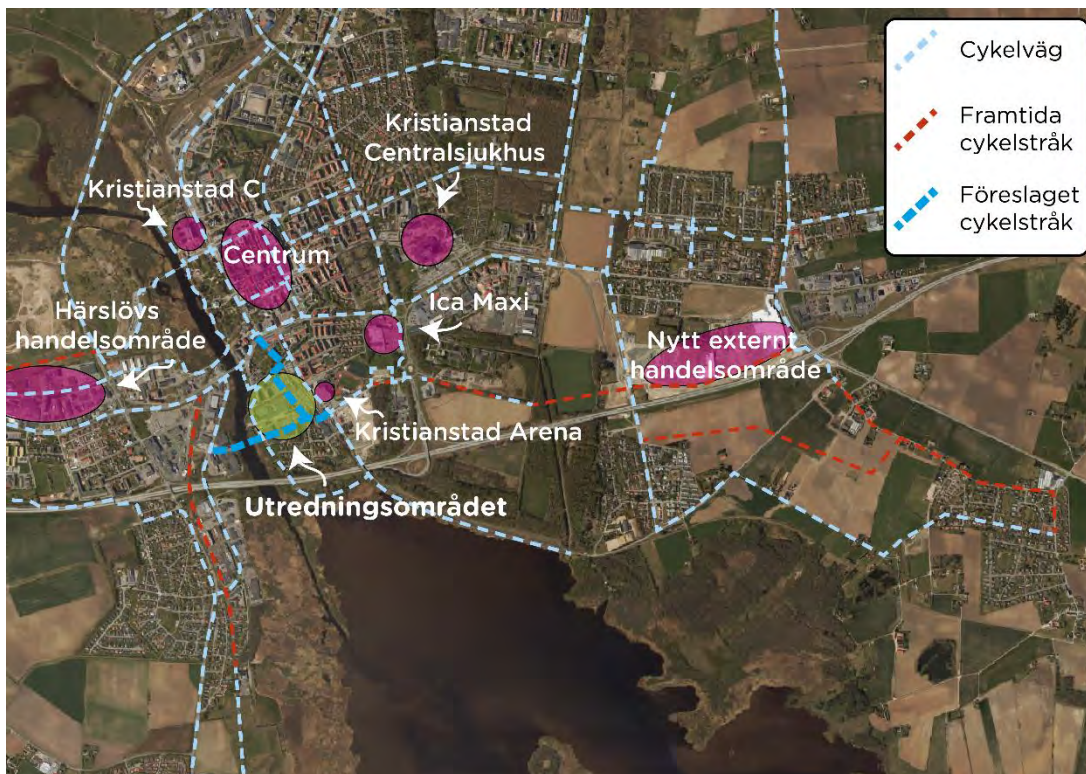 Cykelväg
Framtida
cykelstråk
Föreslaget
cykelstråk
Kristianstad
Centralsjukhus
Kristianstad C
Centrum
Härslövs
handelsområde
Ica Maxi
Nytt externt
handelsområde
Kristianstad Arena
Utredningsområdet